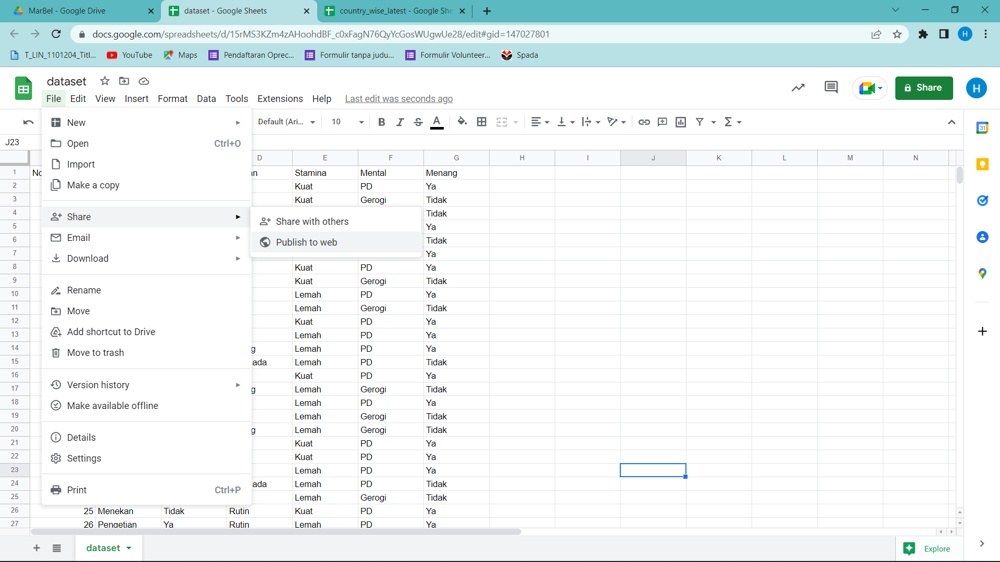 MarBel - Google Drive
dataset - Google Sheets
country_wise_latest - Google She
docs.google.com/spreadsheets/d/15rMS3KZm4zAHoohdBF_c0xFagN76QyYcGosWUgwUe28/edit#gid=147027801
H
T_LIN_1101204_Titl...
YouTube
Maps
Pendaftaran Oprec...
Formulir tanpa judu...
Formulir Volunteer...
Spada
dataset
File Edit View Insert Format Data Tools Extensions Help Last edit was seconds ago
Share
H
Default (Ari... 10 B I S A
31
J23
D E F G H I J K L M N
1 No an Stamina Mental Menang
2 Kuat PD Ya
3 Kuat Gerogi Tidak
4 Tidak
5 Ya
6 Tidak
7 Ya
8 Kuat PD Ya
9 Kuat Gerogi Tidak
10 Lemah PD Ya
11 Lemah Gerogi Tidak
12 Kuat PD Ya
13 Lemah PD Ya
14 g Lemah PD Ya
15 ada Lemah PD Tidak
16 Kuat PD Ya
17 g Lemah Gerogi Tidak
18 Lemah PD Ya
19 Lemah Gerogi Tidak
20 g Lemah Gerogi Tidak
21 Kuat PD Ya
22 Kuat PD Ya
23 Lemah PD Ya
24 ada Lemah PD Tidak
25 Lemah Gerogi Tidak
26 25 Menekan Tidak Rutin Kuat PD Ya
27 26 Pengetian Ya Rutin Lemah PD Ya
New
Open Ctrl+O
Import
Make a copy
Share
Email
Download
Rename
Move
Add shortcut to Drive
Move to trash
Version history
Make available offline
Details
Settings
Print Ctrl+P
Share with others
Publish to web
dataset
Explore